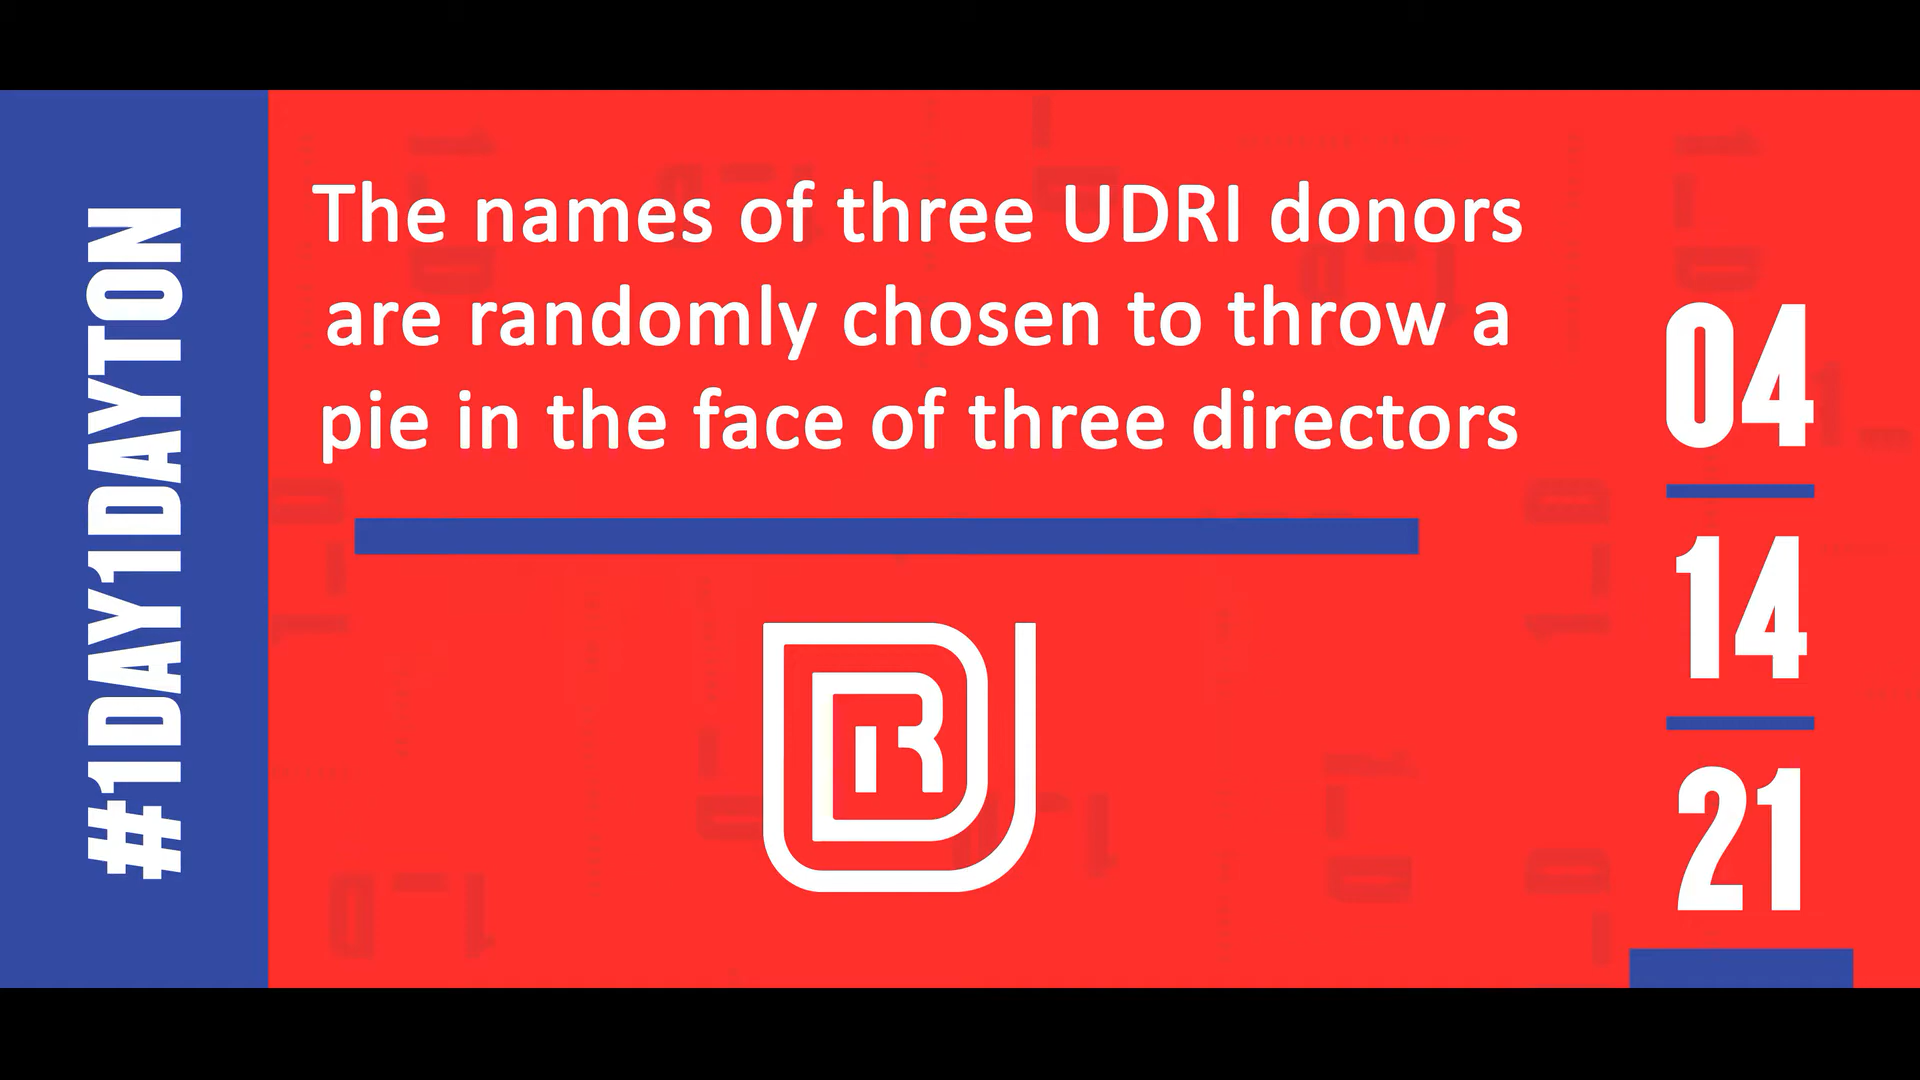 #1DAY1DAYTON
The names of three UDRI donors
are randomly chosen to throw a
pie in the face of three directors
04
14
21